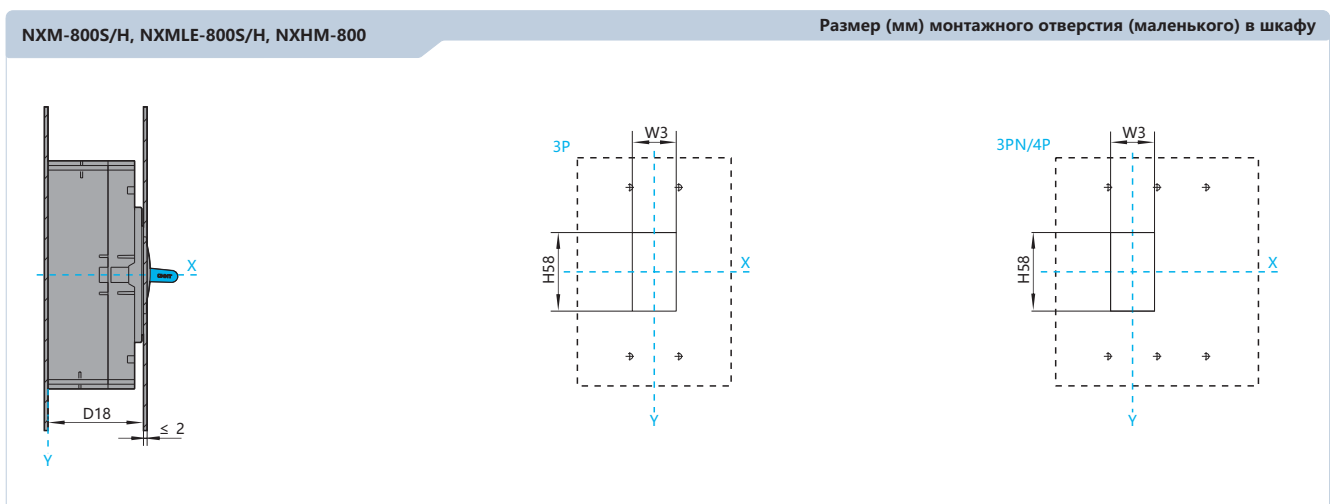 NXM-800S/H, NXMLE-800S/H, NXHM-800
Размер (мм) монтажного отверстия (маленького) в шкафу
X
D18
≤ 2
Y
3P
W3
H58
X
Y
3PN/4P
W3
H58
X
Y